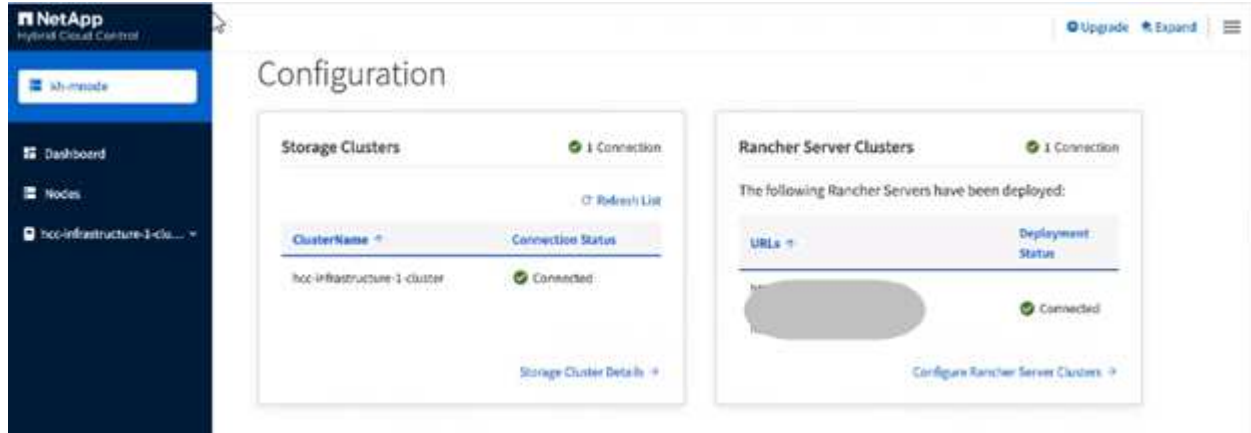 NetApp
Hybrid Cloud Control
Upgrade
Expand
kh-mnode
Dashboard
Nodes
hcc-infrastructure-1-clu...
Configuration
Storage Clusters
1 Connection
Refresh List
ClusterName
Connection Status
hcc-infrastructure-1-cluster
Connected
Storage Cluster Details
Rancher Server Clusters
1 Connection
The following Rancher Servers have been deployed:
URLs
Deployment
Status
Connected
Configure Rancher Server Clusters